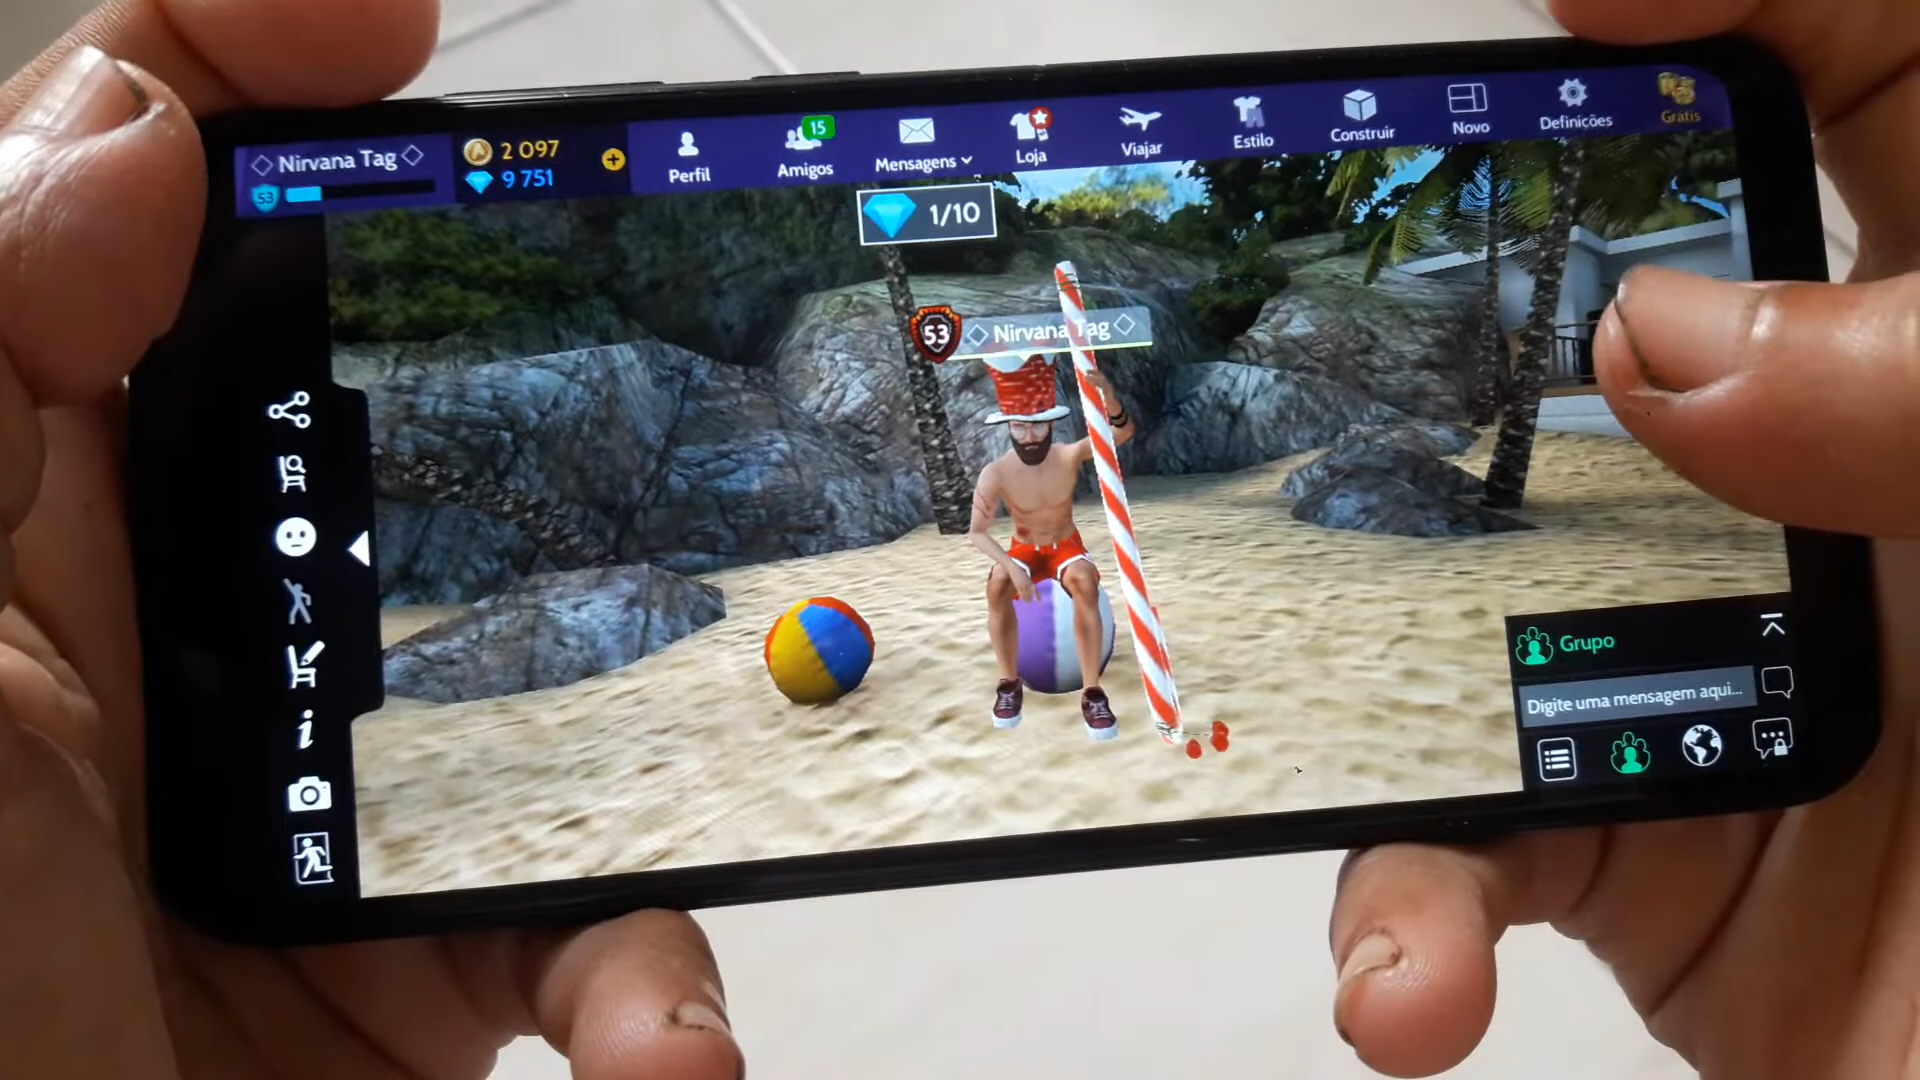 ◇ Nirvana Tag ◇
53
2 097
9 751
Perfil
15
Amigos
Mensagens
Loja
Viajar
Estilo
Construir
Novo
Definições
Gratis
1/10
53 ◇ Nirvana Tag ◇
Grupo
Digite uma mensagem aqui...